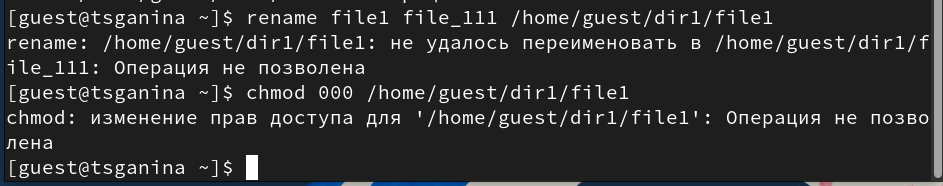 [guest@tsganina ~]$ rename file1 file_111 /home/guest/dir1/file1
rename: /home/guest/dir1/file1: не удалось переименовать в /home/guest/dir1/f
ile_111: Операция не позволена
[guest@tsganina ~]$ chmod 000 /home/guest/dir1/file1
chmod: изменение прав доступа для '/home/guest/dir1/file1': Операция не позво
лена
[guest@tsganina ~]$